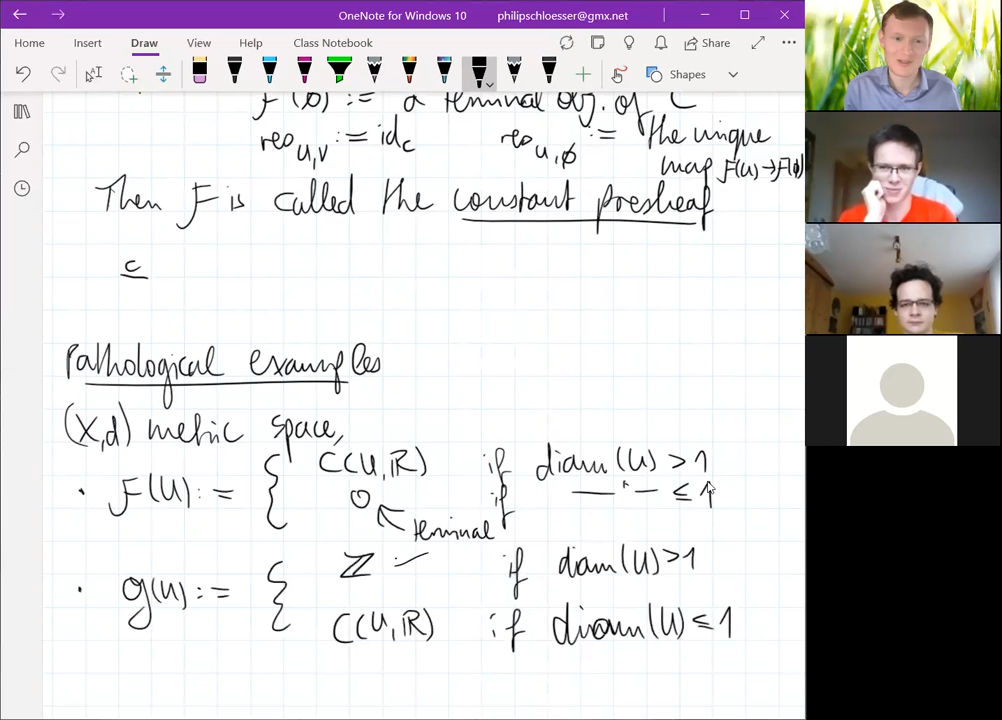 OneNote for Windows 10
philipschloesser@gmx.net
Home Insert Draw View Help Class Notebook Share
Shapes
F(∅) := a terminal obj. of C
res_{U,V} := id_c res_{U,∅} := the unique
map F(U)→F(∅)
Then F is called the constant presheaf
c
Pathological examples
(X,d) metric space,
· F(U) := { C(U,ℝ) if diam(U) > 1
0 if — " — ≤ 1
terminal
· G(U) := { ℤ if diam(U) > 1
C(U,ℝ) if diam(U) ≤ 1